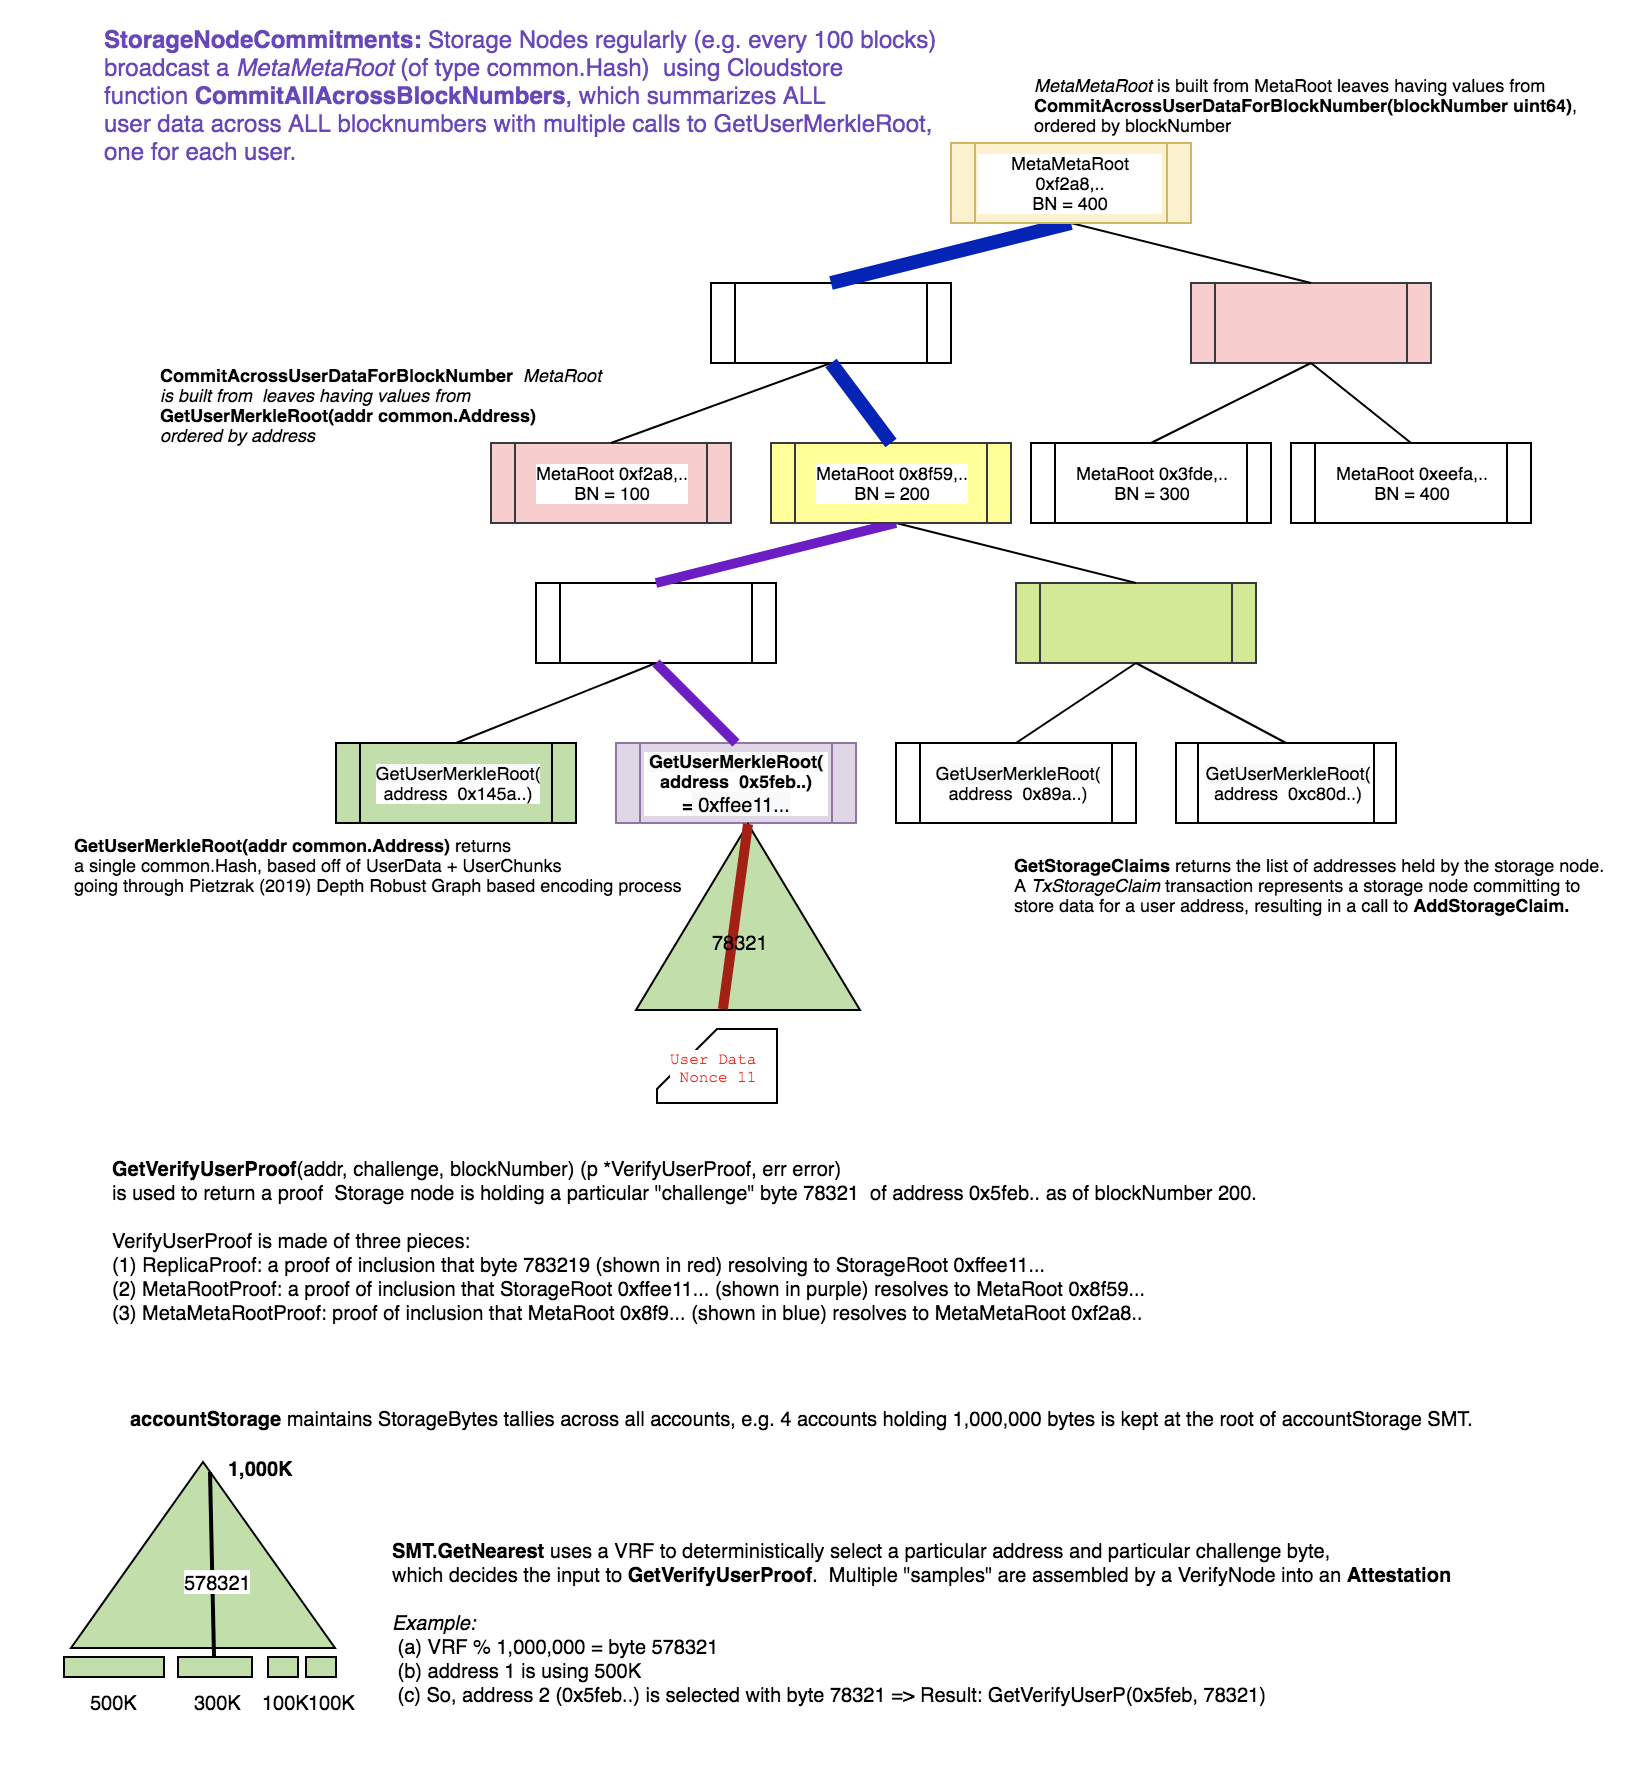 StorageNodeCommitments: Storage Nodes regularly (e.g. every 100 blocks)
broadcast a MetaMetaRoot (of type common.Hash)  using Cloudstore
function CommitAllAcrossBlockNumbers, which summarizes ALL
user data across ALL blocknumbers with multiple calls to GetUserMerkleRoot,
one for each user.
MetaMetaRoot is built from MetaRoot leaves having values from
CommitAcrossUserDataForBlockNumber(blockNumber uint64),
ordered by blockNumber
MetaMetaRoot
0xf2a8,..
BN = 400
CommitAcrossUserDataForBlockNumber  MetaRoot
is built from  leaves having values from
GetUserMerkleRoot(addr common.Address)
ordered by address
MetaRoot 0xf2a8,..
BN = 100
MetaRoot 0x8f59,..
BN = 200
MetaRoot 0x3fde,..
BN = 300
MetaRoot 0xeefa,..
BN = 400
GetUserMerkleRoot(
address  0x145a..)
GetUserMerkleRoot(
address  0x5feb..)
= 0xffee11...
GetUserMerkleRoot(
address  0x89a..)
GetUserMerkleRoot(
address  0xc80d..)
GetUserMerkleRoot(addr common.Address) returns
a single common.Hash, based off of UserData + UserChunks
going through Pietzrak (2019) Depth Robust Graph based encoding process
GetStorageClaims returns the list of addresses held by the storage node.
A TxStorageClaim transaction represents a storage node committing to
store data for a user address, resulting in a call to AddStorageClaim.
78321
User Data
Nonce 11
GetVerifyUserProof(addr, challenge, blockNumber) (p *VerifyUserProof, err error)
is used to return a proof  Storage node is holding a particular "challenge" byte 78321  of address 0x5feb.. as of blockNumber 200.
VerifyUserProof is made of three pieces:
(1) ReplicaProof: a proof of inclusion that byte 783219 (shown in red) resolving to StorageRoot 0xffee11...
(2) MetaRootProof: a proof of inclusion that StorageRoot 0xffee11... (shown in purple) resolves to MetaRoot 0x8f59...
(3) MetaMetaRootProof: proof of inclusion that MetaRoot 0x8f9... (shown in blue) resolves to MetaMetaRoot 0xf2a8..
accountStorage maintains StorageBytes tallies across all accounts, e.g. 4 accounts holding 1,000,000 bytes is kept at the root of accountStorage SMT.
1,000K
578321
500K
300K
100K
100K
SMT.GetNearest uses a VRF to deterministically select a particular address and particular challenge byte,
which decides the input to GetVerifyUserProof.  Multiple "samples" are assembled by a VerifyNode into an Attestation
Example:
(a) VRF % 1,000,000 = byte 578321
(b) address 1 is using 500K
(c) So, address 2 (0x5feb..) is selected with byte 78321 => Result: GetVerifyUserP(0x5feb, 78321)